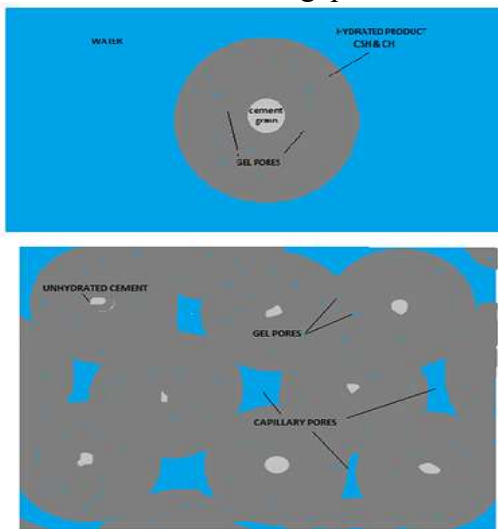 WATER
HYDRATED PRODUCT
CSH & CH
cement
grain
GEL PORES
UNHYDRATED CEMENT
GEL PORES
CAPILLARY PORES